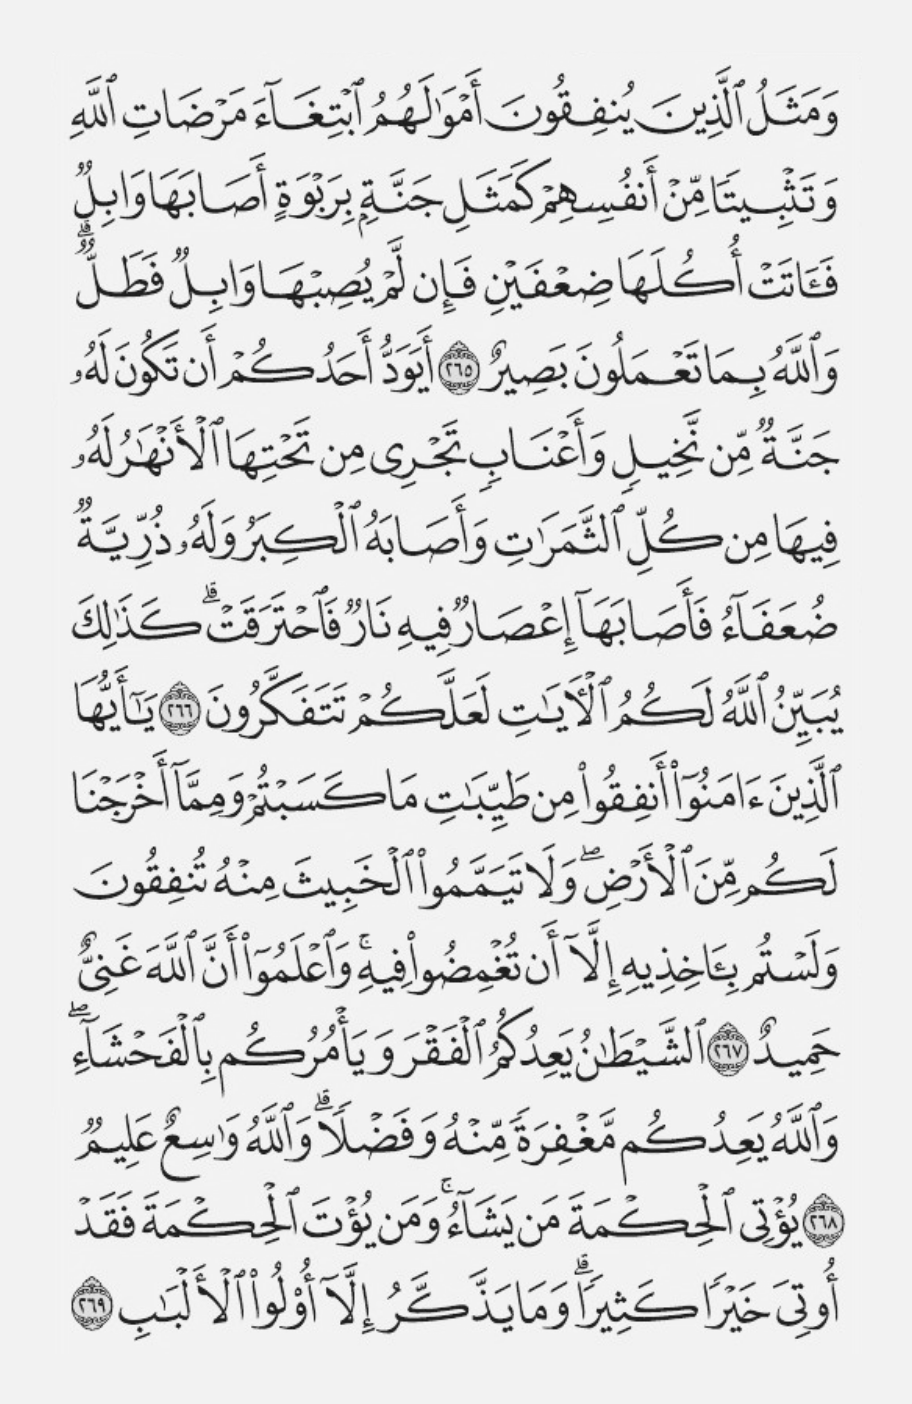 وَمَثَلُ ٱلَّذِينَ يُنفِقُونَ أَمْوَٰلَهُمُ ٱبْتِغَآءَ مَرْضَاتِ ٱللَّهِ
وَتَثْبِيتًا مِّنْ أَنفُسِهِمْ كَمَثَلِ جَنَّةٍۭ بِرَبْوَةٍ أَصَابَهَا وَابِلٌ
فَـَٔاتَتْ أُكُلَهَا ضِعْفَيْنِ فَإِن لَّمْ يُصِبْهَا وَابِلٌ فَطَلٌّ ۗ
وَٱللَّهُ بِمَا تَعْمَلُونَ بَصِيرٌ ٢٦٥ أَيَوَدُّ أَحَدُكُمْ أَن تَكُونَ لَهُۥ
جَنَّةٌ مِّن نَّخِيلٍ وَأَعْنَابٍ تَجْرِى مِن تَحْتِهَا ٱلْأَنْهَٰرُ لَهُۥ
فِيهَا مِن كُلِّ ٱلثَّمَرَٰتِ وَأَصَابَهُ ٱلْكِبَرُ وَلَهُۥ ذُرِّيَّةٌ
ضُعَفَآءُ فَأَصَابَهَآ إِعْصَارٌ فِيهِ نَارٌ فَٱحْتَرَقَتْ ۗ كَذَٰلِكَ
يُبَيِّنُ ٱللَّهُ لَكُمُ ٱلْـَٔايَٰتِ لَعَلَّكُمْ تَتَفَكَّرُونَ ٢٦٦ يَٰٓأَيُّهَا
ٱلَّذِينَ ءَامَنُوٓا۟ أَنفِقُوا۟ مِن طَيِّبَٰتِ مَا كَسَبْتُمْ وَمِمَّآ أَخْرَجْنَا
لَكُم مِّنَ ٱلْأَرْضِ ۖ وَلَا تَيَمَّمُوا۟ ٱلْخَبِيثَ مِنْهُ تُنفِقُونَ
وَلَسْتُم بِـَٔاخِذِيهِ إِلَّآ أَن تُغْمِضُوا۟ فِيهِ ۚ وَٱعْلَمُوٓا۟ أَنَّ ٱللَّهَ غَنِىٌّ
حَمِيدٌ ٢٦٧ ٱلشَّيْطَٰنُ يَعِدُكُمُ ٱلْفَقْرَ وَيَأْمُرُكُم بِٱلْفَحْشَآءِ ۖ
وَٱللَّهُ يَعِدُكُم مَّغْفِرَةً مِّنْهُ وَفَضْلًا ۗ وَٱللَّهُ وَٰسِعٌ عَلِيمٌ
٢٦٨ يُؤْتِى ٱلْحِكْمَةَ مَن يَشَآءُ ۚ وَمَن يُؤْتَ ٱلْحِكْمَةَ فَقَدْ
أُوتِىَ خَيْرًا كَثِيرًا ۗ وَمَا يَذَّكَّرُ إِلَّآ أُو۟لُوا۟ ٱلْأَلْبَٰبِ ٢٦٩